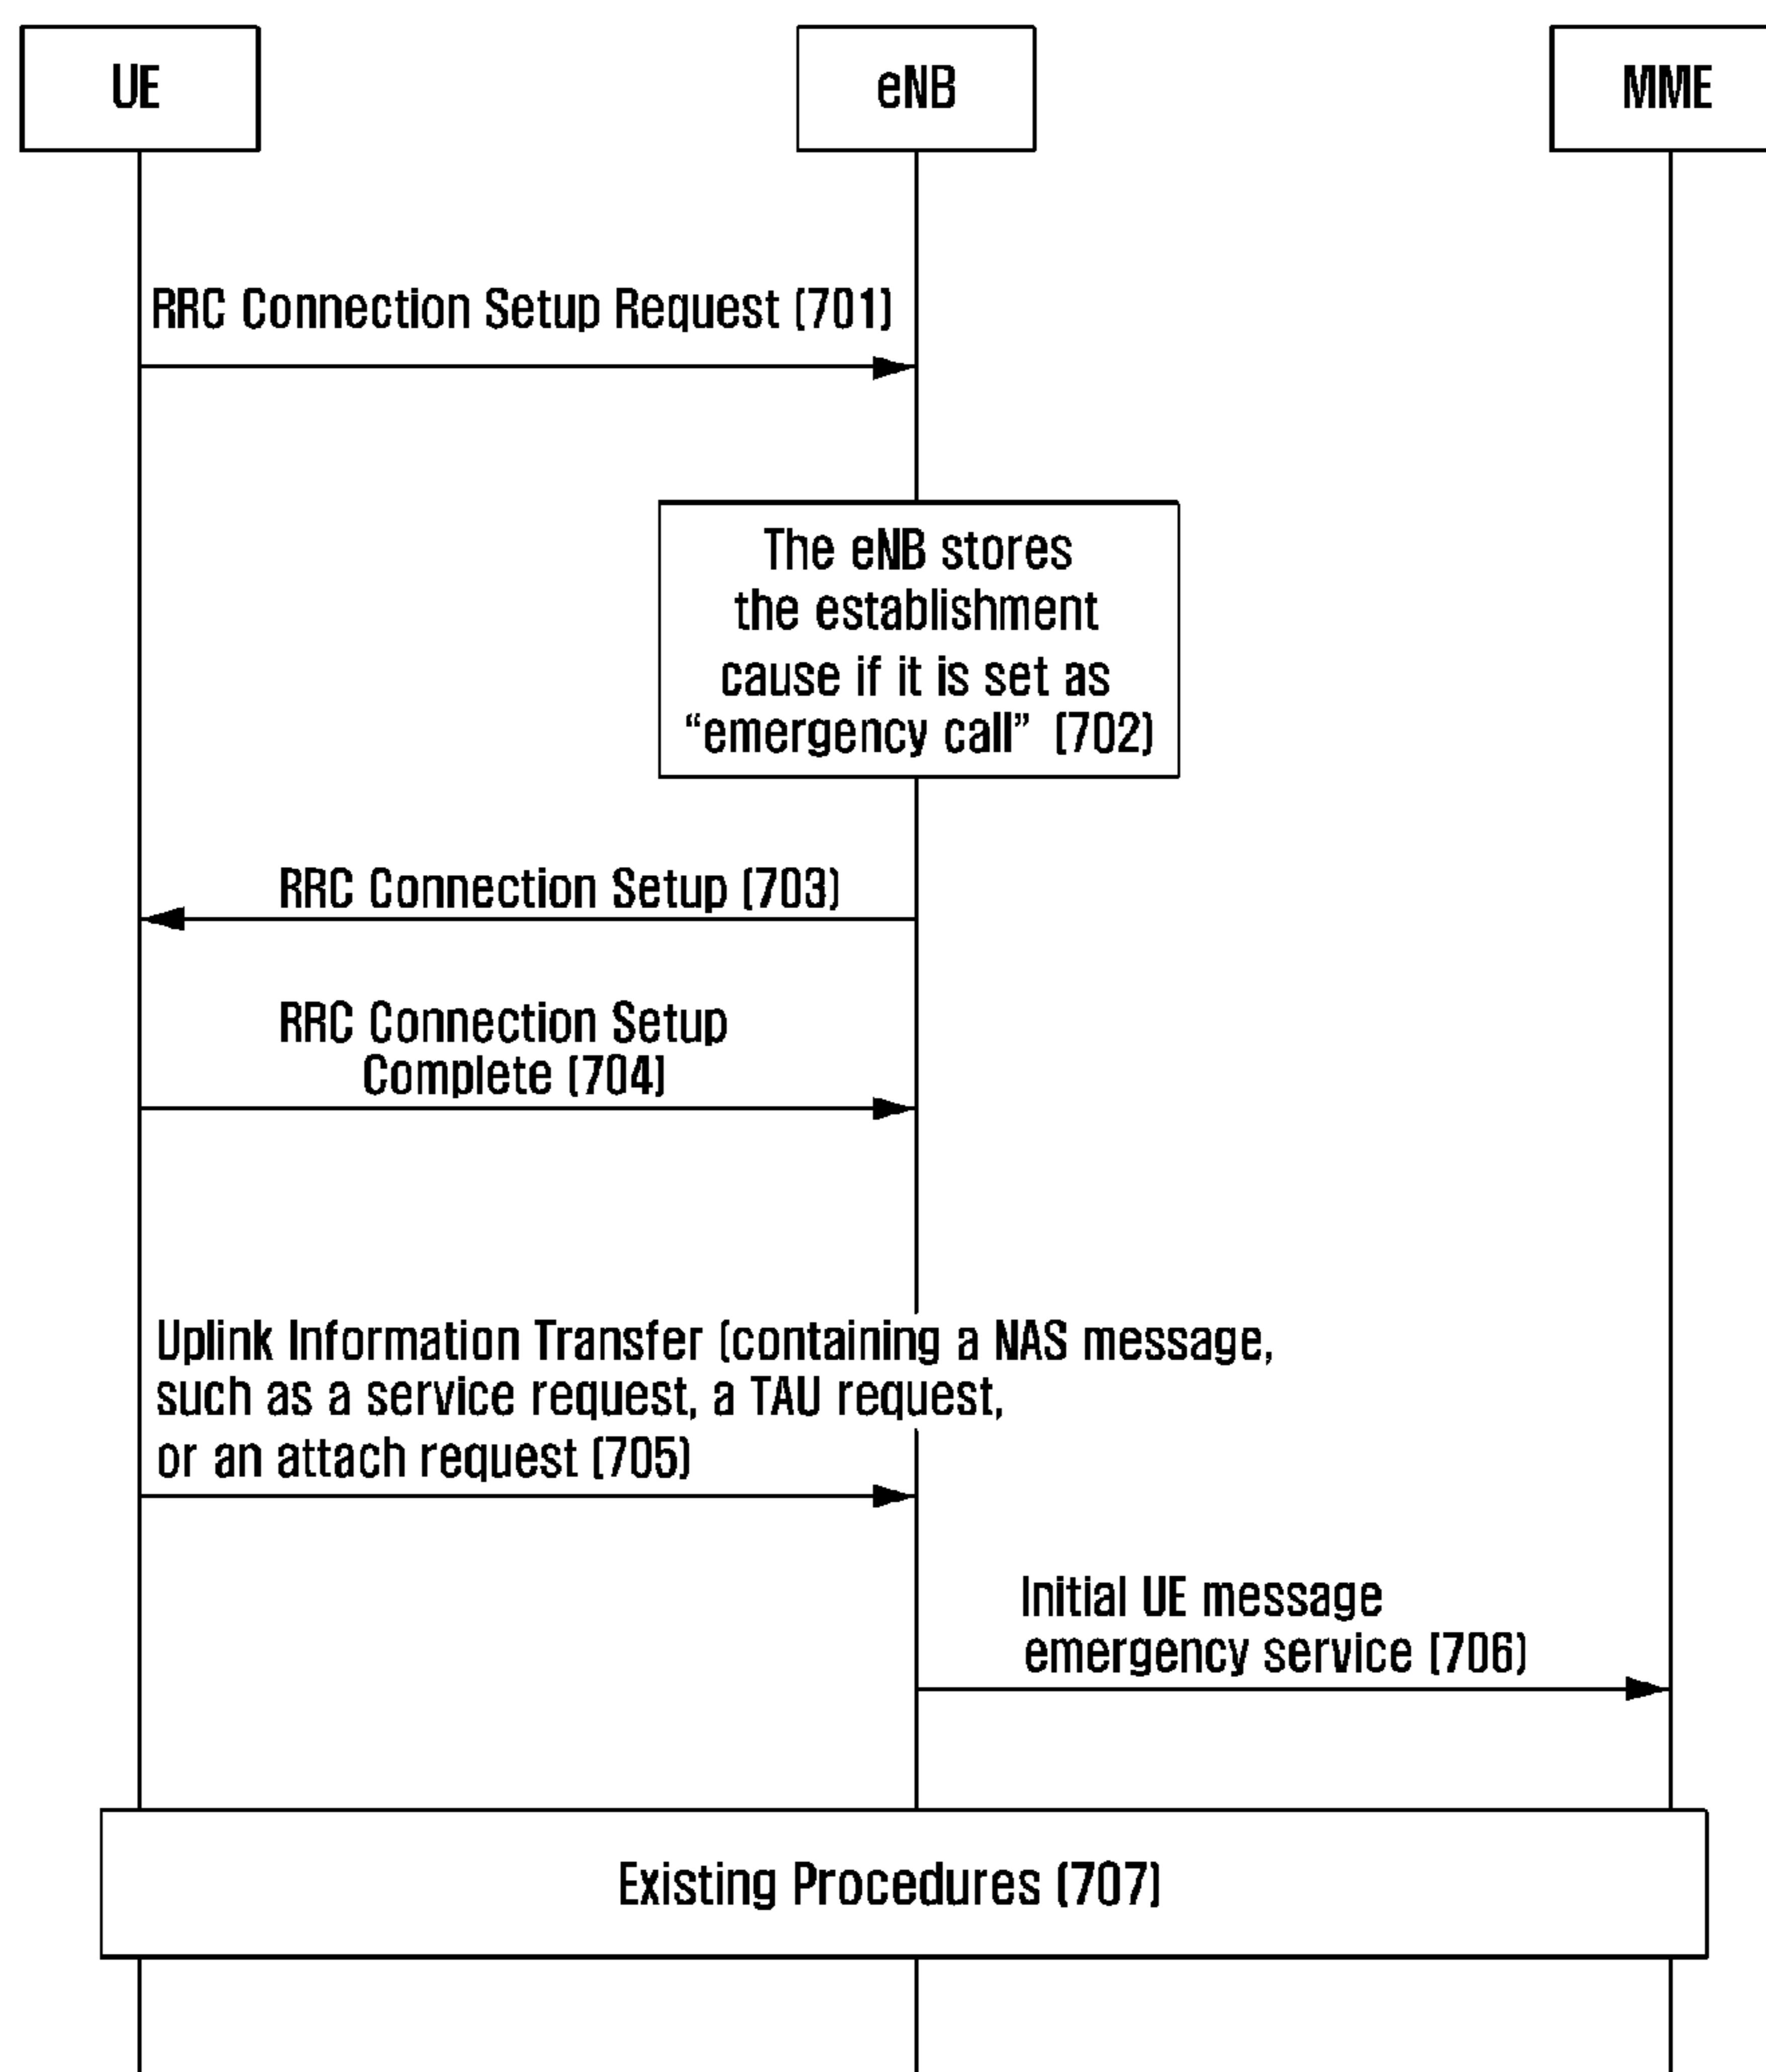 UE
eNB
MME
RRC Connection Setup Request (701)
The eNB stores
the establishment
cause if it is set as
“emergency call” (702)
RRC Connection Setup (703)
RRC Connection Setup
Complete (704)
Uplink Information Transfer (containing a NAS message,
such as a service request, a TAU request,
or an attach request (705)
Initial UE message
emergency service (706)
Existing Procedures (707)